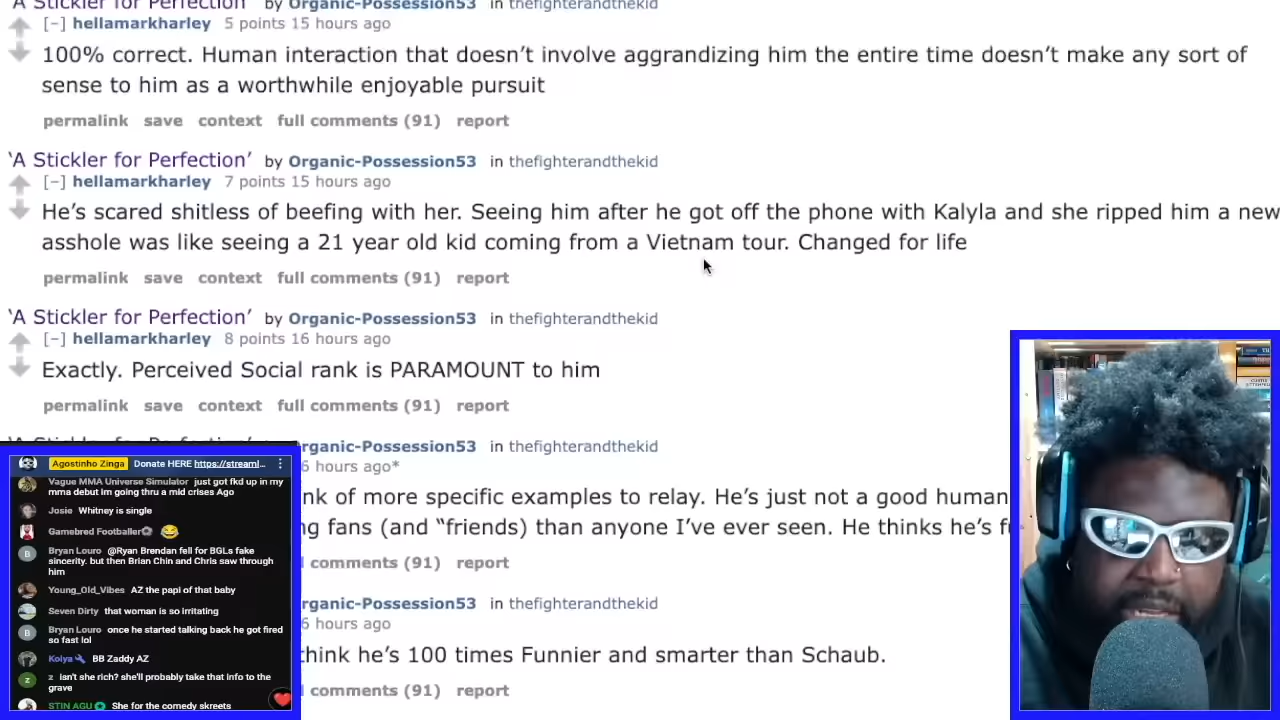 'A Stickler for Perfection' by Organic-Possession53 in thefighterandthekid
[–] hellamarkharley 5 points 15 hours ago
100% correct. Human interaction that doesn’t involve aggrandizing him the entire time doesn’t make any sort of
sense to him as a worthwhile enjoyable pursuit
permalink save context full comments (91) report
‘A Stickler for Perfection’ by Organic-Possession53 in thefighterandthekid
[–] hellamarkharley 7 points 15 hours ago
He’s scared shitless of beefing with her. Seeing him after he got off the phone with Kalyla and she ripped him a new
asshole was like seeing a 21 year old kid coming from a Vietnam tour. Changed for life
permalink save context full comments (91) report
‘A Stickler for Perfection’ by Organic-Possession53 in thefighterandthekid
[–] hellamarkharley 8 points 16 hours ago
Exactly. Perceived Social rank is PARAMOUNT to him
permalink save context full comments (91) report
rganic-Possession53 in thefighterandthekid
6 hours ago*
nk of more specific examples to relay. He’s just not a good human
ng fans (and “friends) than anyone I’ve ever seen. He thinks he’s
comments (91) report
rganic-Possession53 in thefighterandthekid
6 hours ago
think he’s 100 times Funnier and smarter than Schaub.
comments (91) report
Agostinho Zinga Donate HERE https://streaml...
Vague MMA Universe Simulator just got fkd up in my
mma debut im going thru a mid crises Ago
Josie Whitney is single
Gamebred Footballer 😂
Bryan Louro @Ryan Brendan fell for BGLs fake
sincerity. but then Brian Chin and Chris saw through
him
Young_Old_Vibes AZ the papi of that baby
Seven Dirty that woman is so irritating
Bryan Louro once he started talking back he got fired
so fast lol
Koiya BB Zaddy AZ
z Isn't she rich? she'll probably take that info to the
grave
STIN AGU She for the comedy skreets